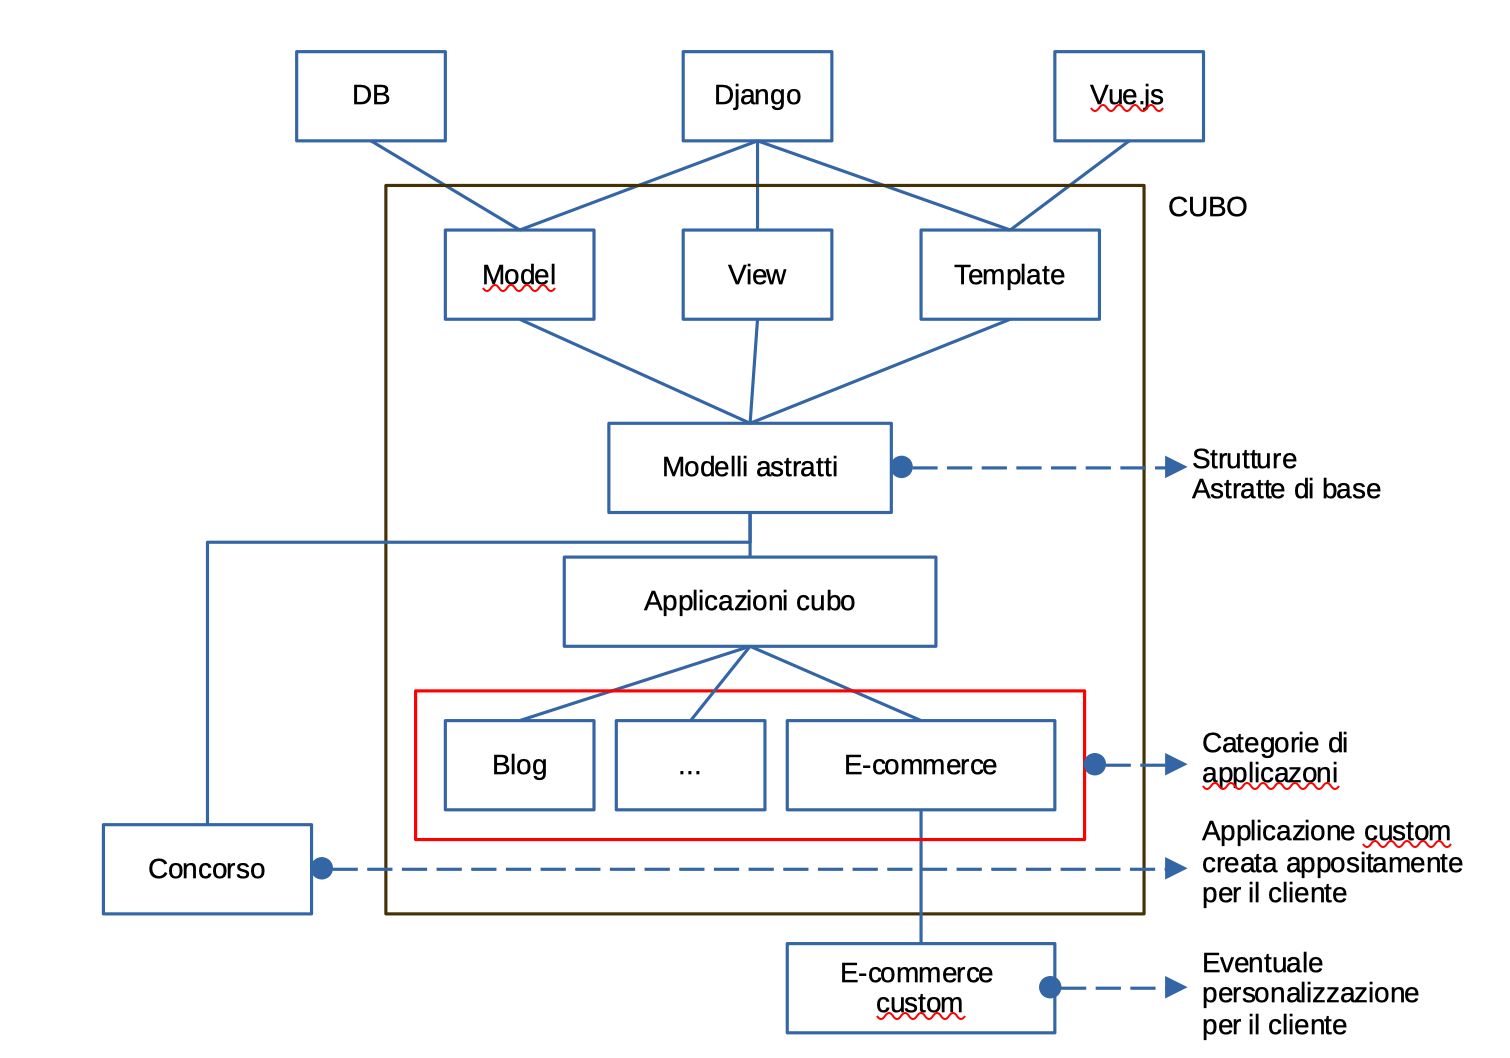 DB
Django
Vue.js
CUBO
Model
View
Template
Modelli astratti
Strutture
Astratte di base
Applicazioni cubo
Blog
...
E-commerce
Categorie di
applicazoni
Concorso
Applicazione custom
creata appositamente
per il cliente
E-commerce
custom
Eventuale
personalizzazione
per il cliente